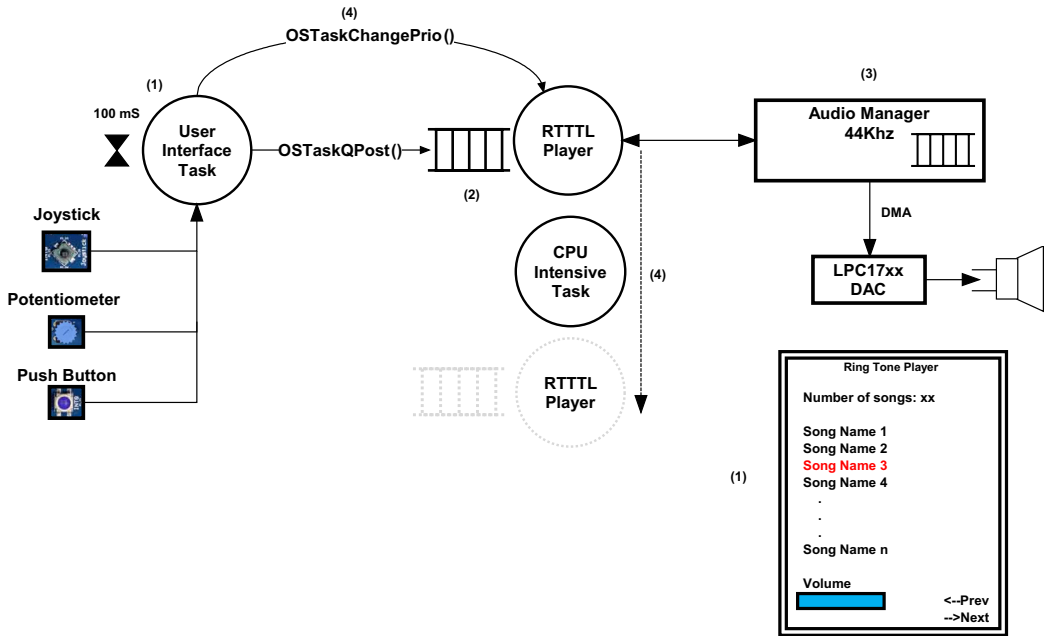 (4)
OSTaskChangePrio()
(1)
100 mS
User
Interface
Task
OSTaskQPost()
(2)
RTTTL
Player
(3)
Audio Manager
44Khz
DMA
LPC17xx
DAC
Joystick
Potentiometer
Push Button
CPU
Intensive
Task
(4)
RTTTL
Player
(1)
Ring Tone Player
Number of songs: xx
Song Name 1
Song Name 2
Song Name 3
Song Name 4
.
.
.
Song Name n
Volume
<--Prev
-->Next